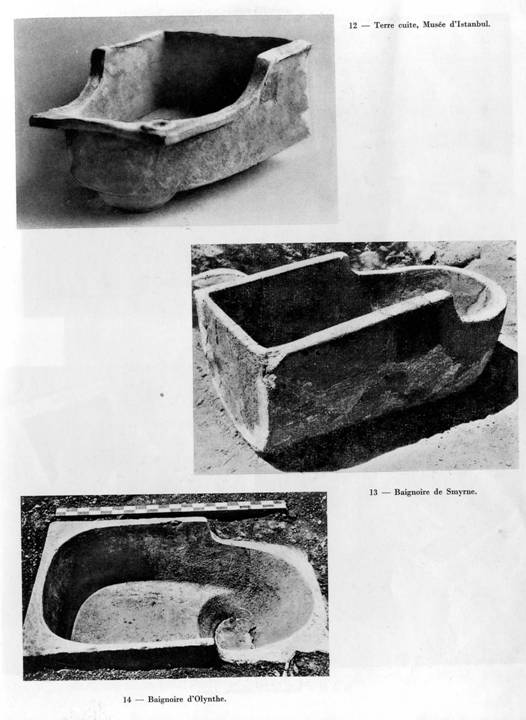 12 — Terre cuite, Musée d'Istanbul.
13 — Baignoire de Smyrne.
14 — Baignoire d'Olynthe.